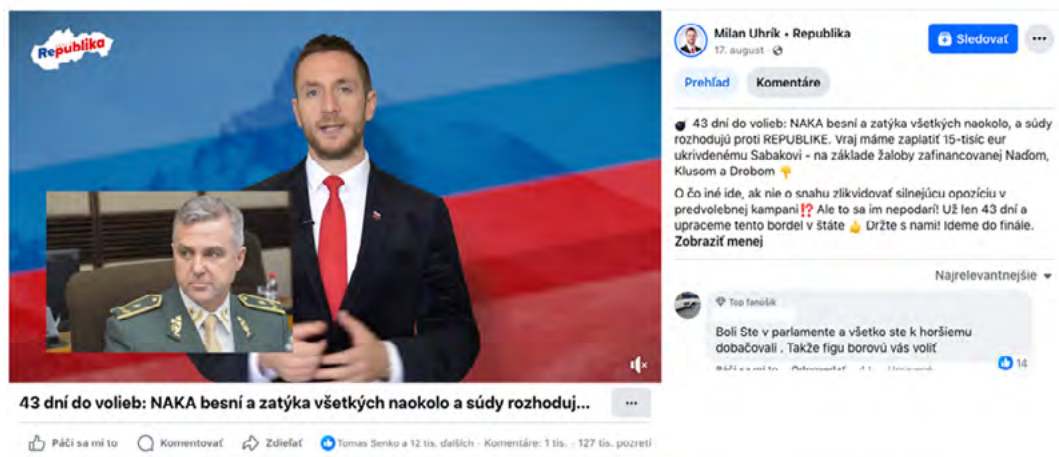 Republika
43 dní do volieb: NAKA besní a zatýka všetkých naokolo a súdy rozhoduj...
Páči sa mi to
Komentovať
Zdieľať
Tomas Senko a 12 tis. ďalších · Komentáre: 1 tis. · 127 tis. pozretí
Milan Uhrík • Republika
17. august ·
Sledovať
Prehľad
Komentáre
💣 43 dní do volieb: NAKA besní a zatýka všetkých naokolo, a súdy
rozhodujú proti REPUBLIKE. Vraj máme zaplatiť 15-tisíc eur
ukrivdenému Sabakovi - na základe žaloby zafinancovanej Naďom,
Klusom a Drobom 👎
O čo iné ide, ak nie o snahu zlikvidovať silnejúcu opozíciu v
predvolebnej kampani⁉️ Ale to sa im nepodarí! Už len 43 dní a
upraceme tento bordel v štáte 👍 Držte s nami! Ideme do finále.
Zobraziť menej
Najrelevantnejšie
Top fanúšik
Boli Ste v parlamente a všetko ste k horšiemu
dobačovali . Takže figu borovú vás voliť
14